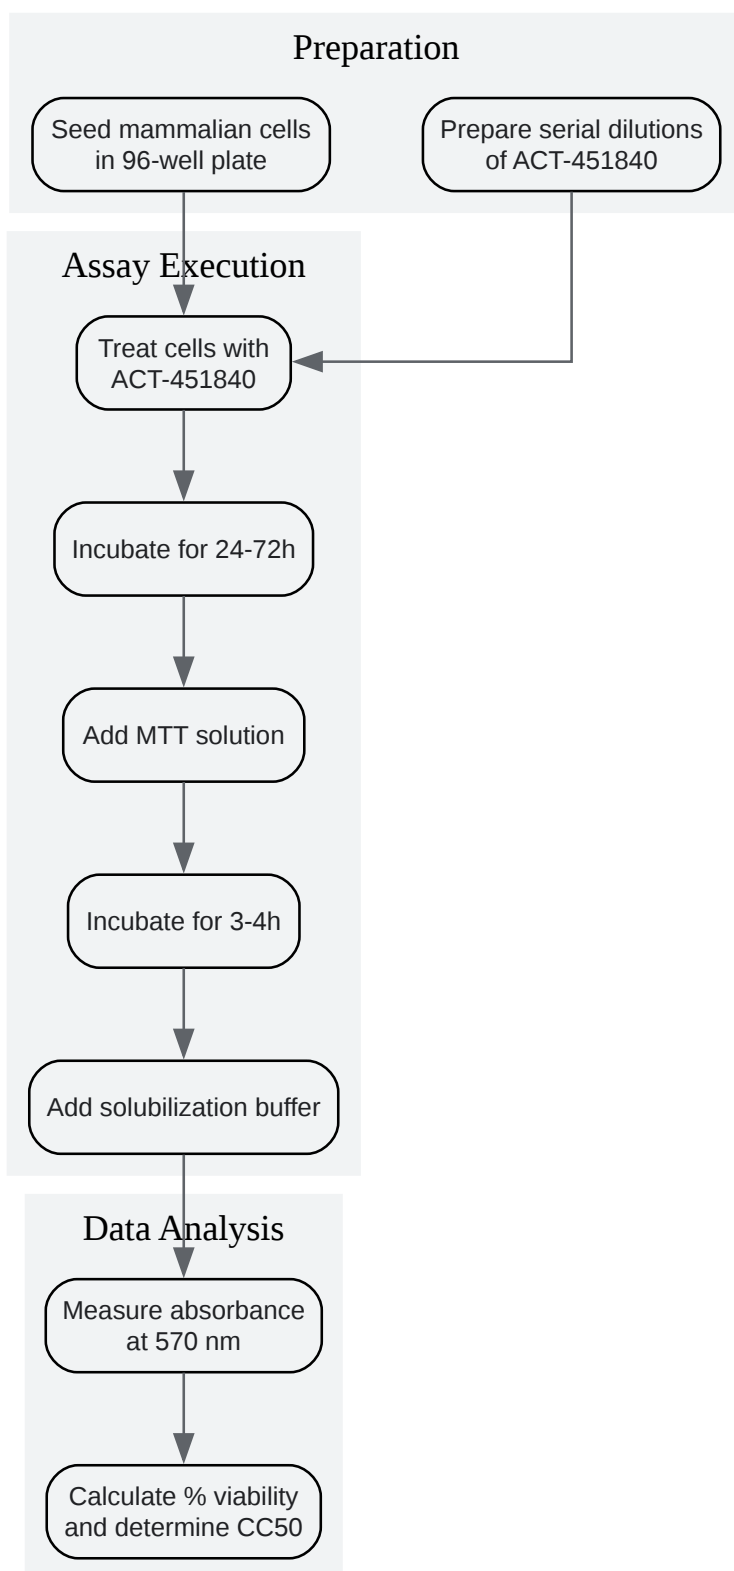 Preparation
Seed mammalian cells
in 96-well plate
Prepare serial dilutions
of ACT-451840
Assay Execution
Treat cells with
ACT-451840
Incubate for 24-72h
Add MTT solution
Incubate for 3-4h
Add solubilization buffer
Data Analysis
Measure absorbance
at 570 nm
Calculate % viability
and determine CC50